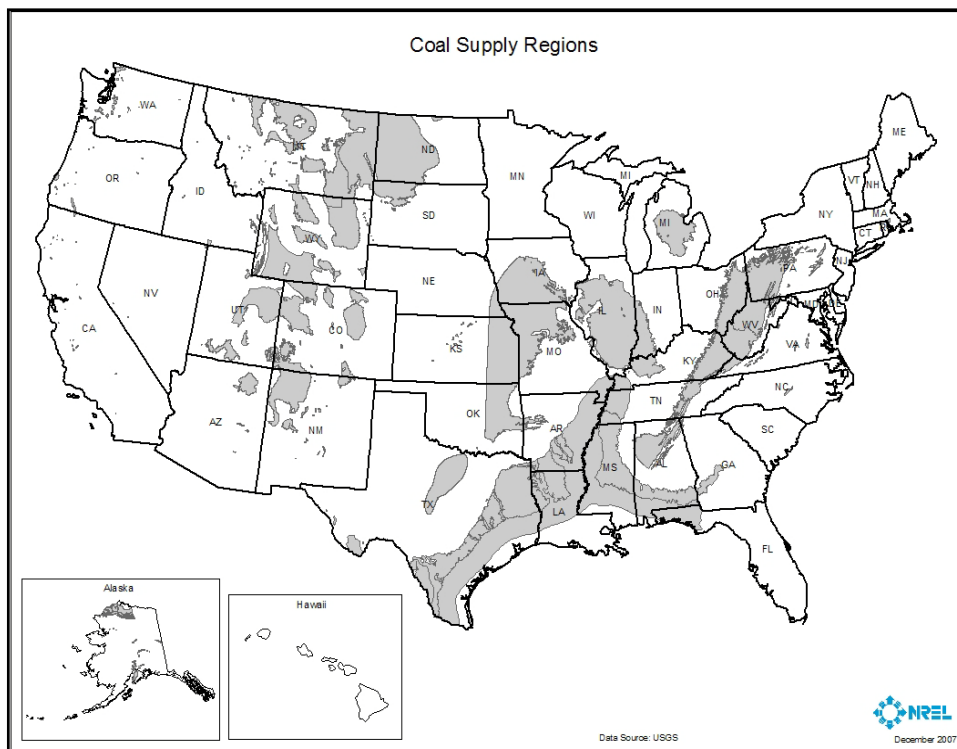 Coal Supply Regions
WA
MT
ND
MN
ME
OR
ID
SD
WI
MI
MI
VT
NH
NY
MA
CT
WY
NE
IA
PA
NJ
NV
UT
CO
IL
IN
OH
MD
DE
WV
VA
CA
KS
MO
KY
NC
AZ
NM
OK
AR
TN
SC
TX
LA
MS
AL
GA
FL
Alaska
Hawaii
Data Source: USGS
NREL
December 2007